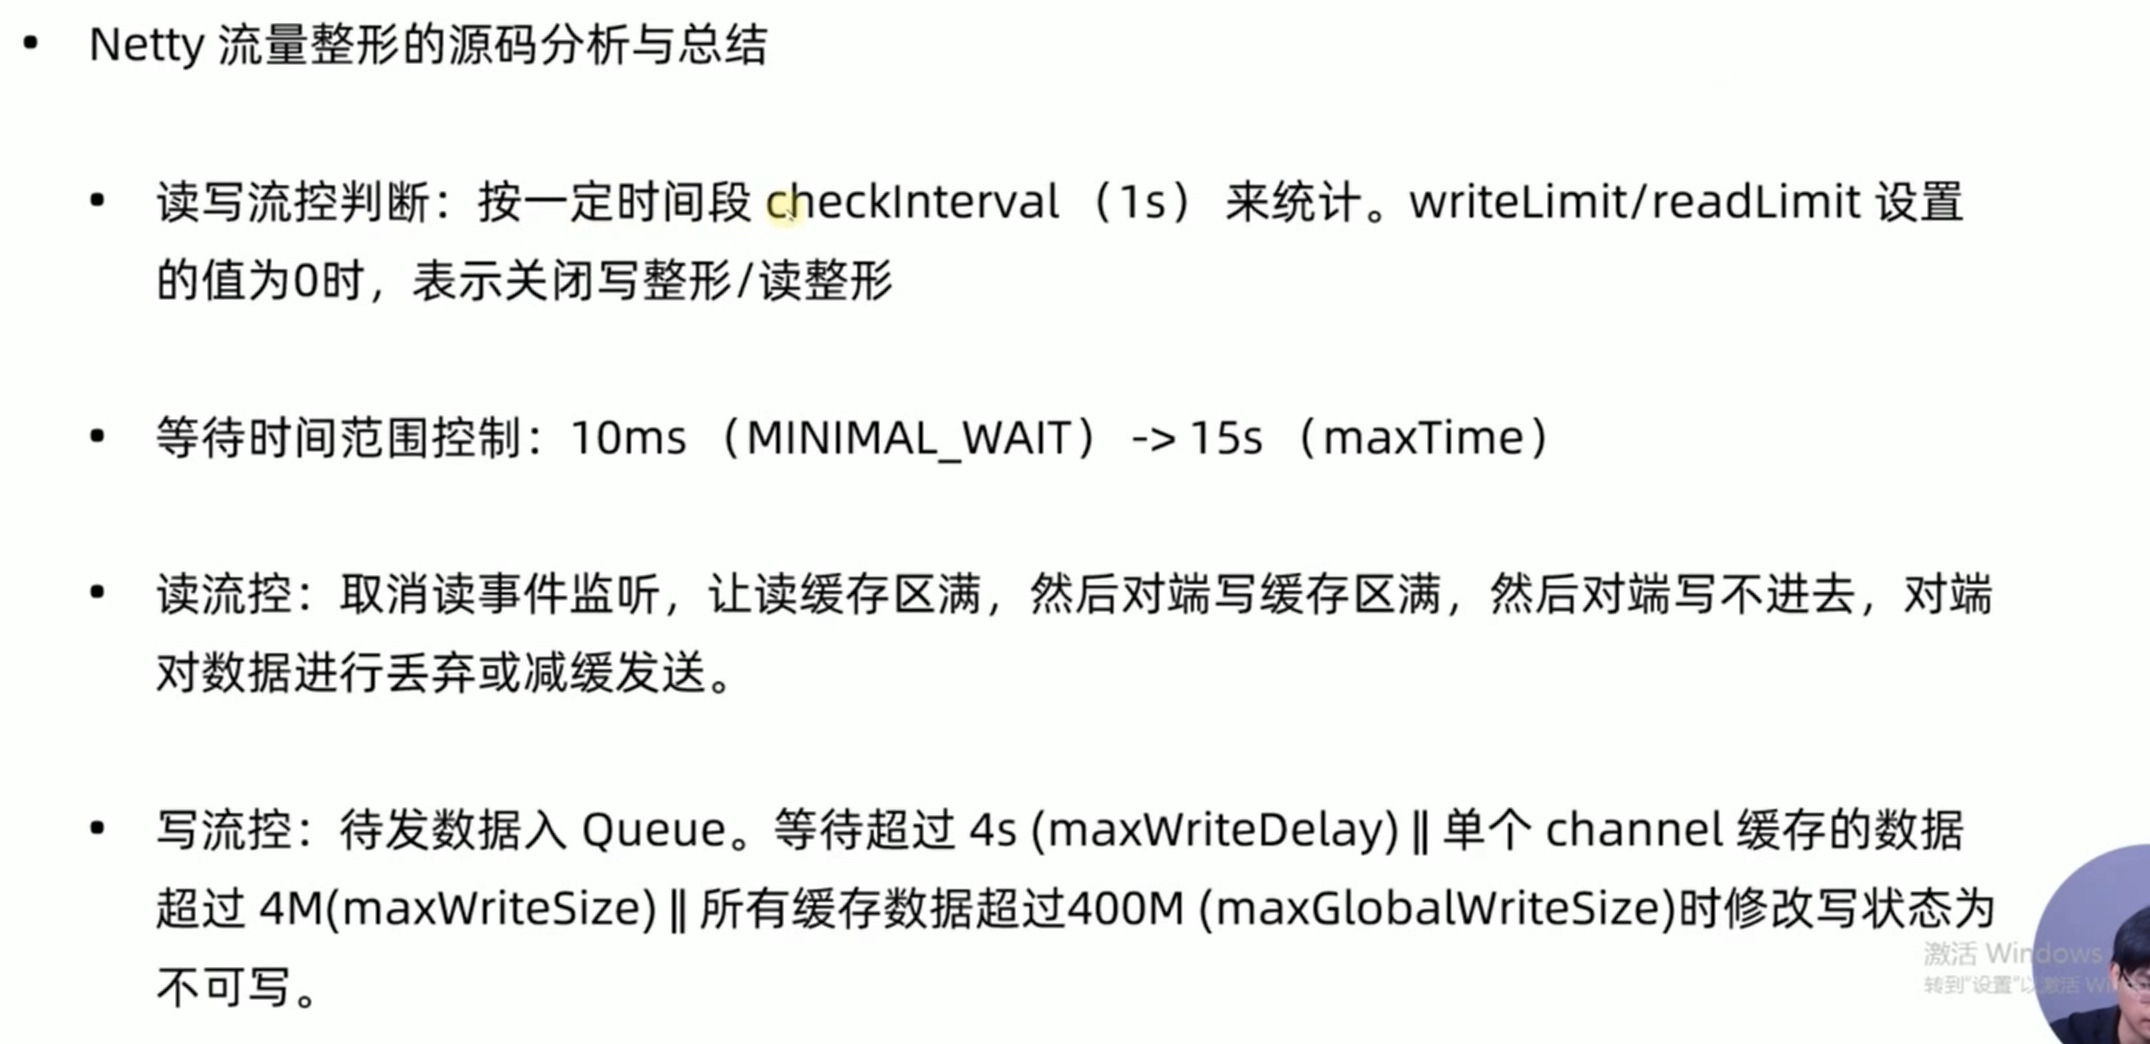 • Netty 流量整形的源码分析与总结
• 读写流控判断：按一定时间段 checkInterval （1s） 来统计。writeLimit/readLimit 设置
的值为0时，表示关闭写整形/读整形
• 等待时间范围控制：10ms （MINIMAL_WAIT） -> 15s （maxTime）
• 读流控：取消读事件监听，让读缓存区满，然后对端写缓存区满，然后对端写不进去，对端
对数据进行丢弃或减缓发送。
• 写流控：待发数据入 Queue。等待超过 4s (maxWriteDelay) || 单个 channel 缓存的数据
超过 4M(maxWriteSize) || 所有缓存数据超过400M (maxGlobalWriteSize)时修改写状态为
不可写。
激活 Windows
转到"设置"以激活 Wi